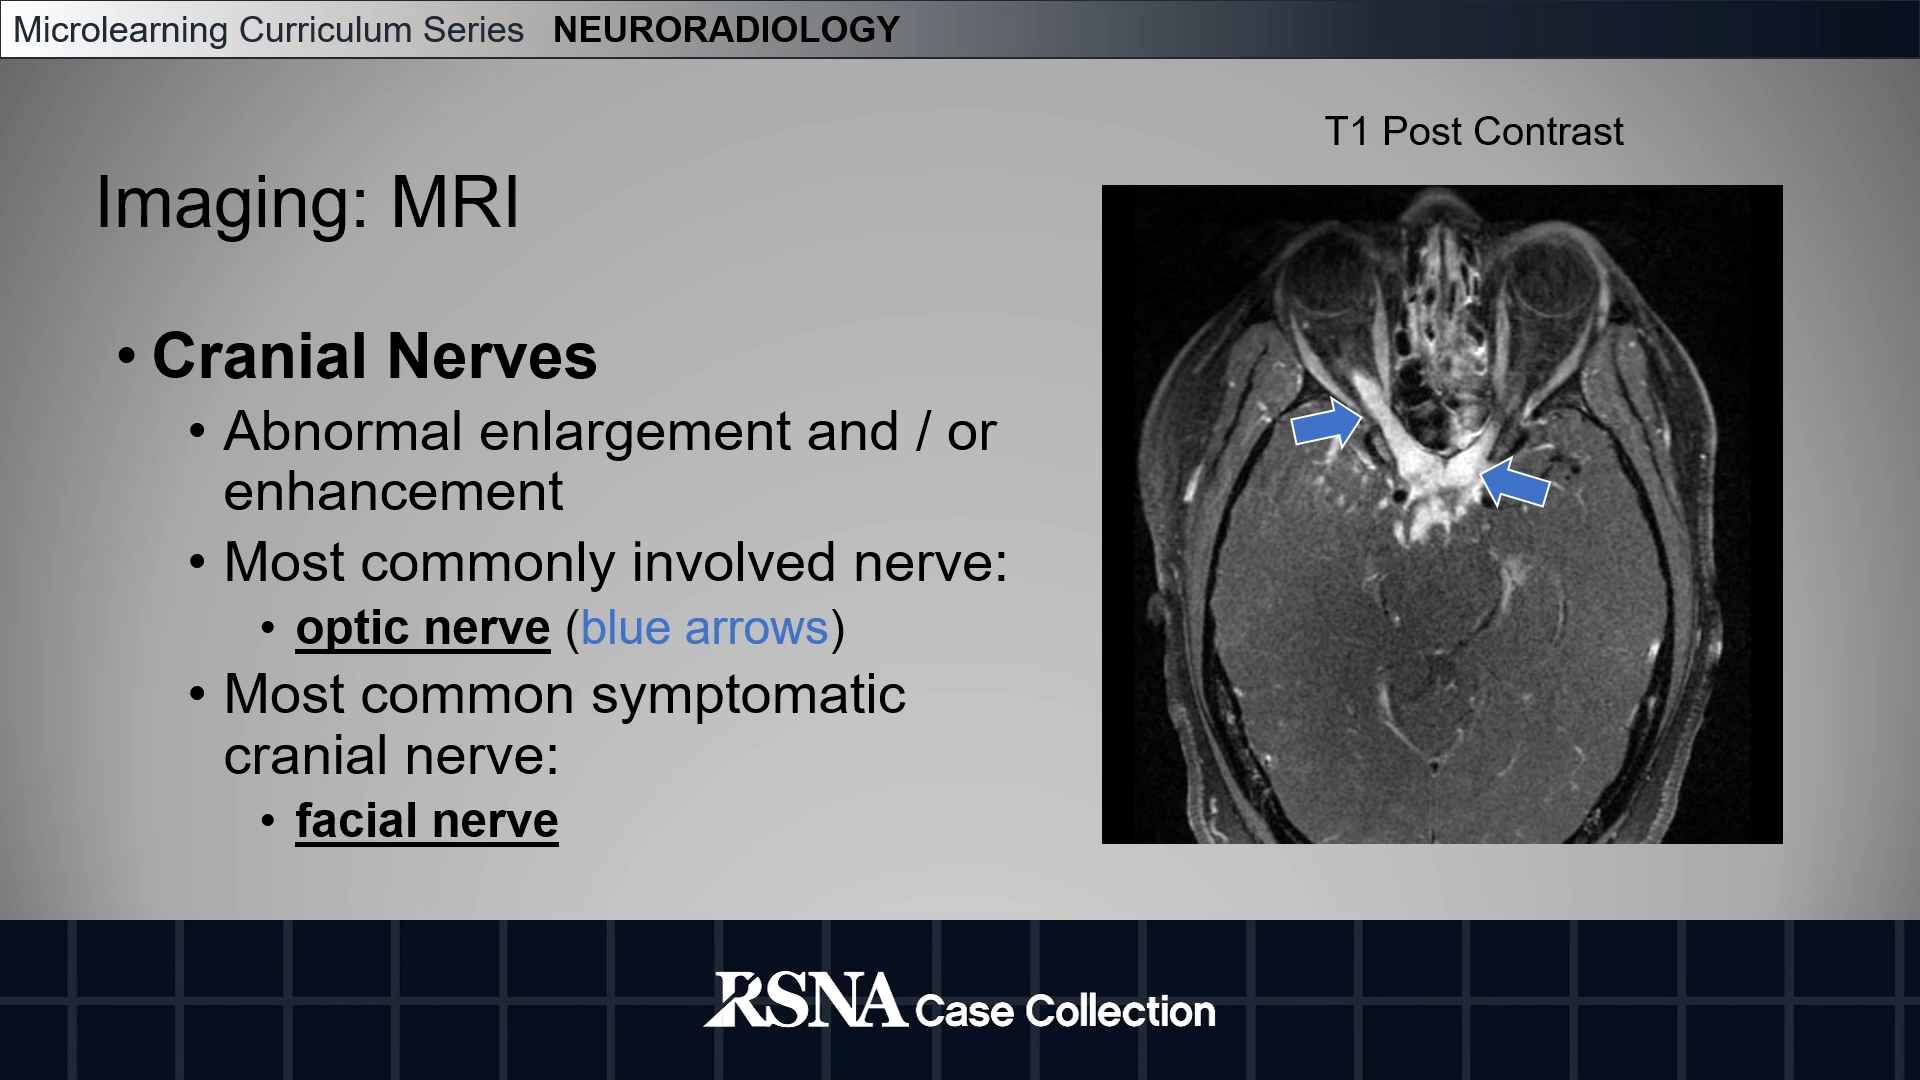 Microlearning Curriculum Series NEURORADIOLOGY
T1 Post Contrast
Imaging: MRI
• Cranial Nerves
• Abnormal enlargement and / or
enhancement
• Most commonly involved nerve:
• optic nerve (blue arrows)
• Most common symptomatic
cranial nerve:
• facial nerve
RSNA Case Collection